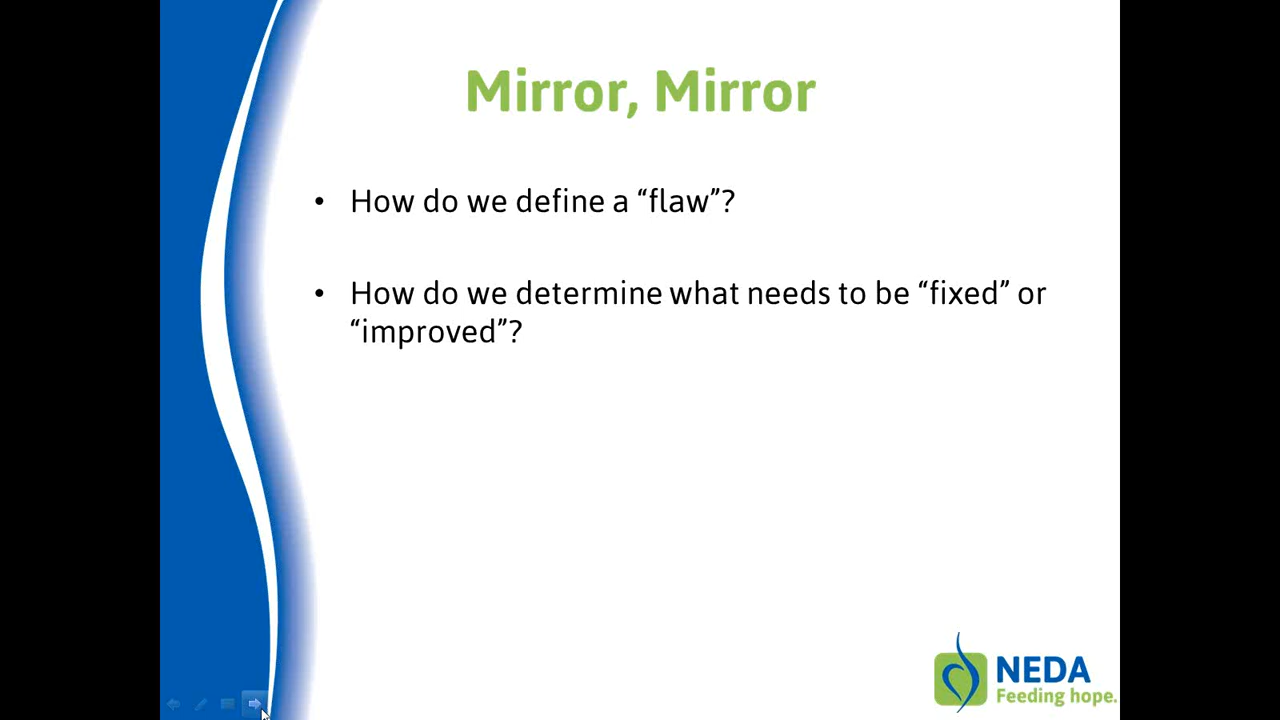 Mirror, Mirror
• How do we define a “flaw”?
• How do we determine what needs to be “fixed” or
“improved”?
NEDA
Feeding hope.